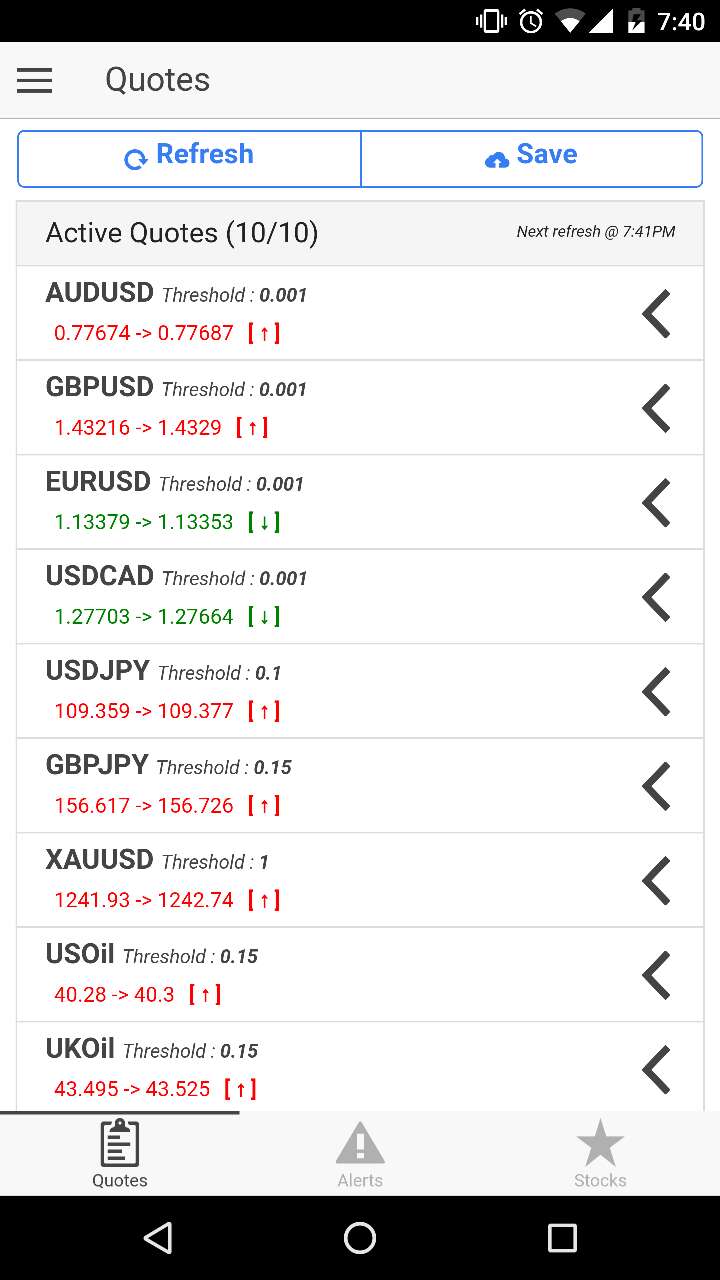 7:40
Quotes
Refresh Save
Active Quotes (10/10) Next refresh @ 7:41PM
AUDUSD Threshold : 0.001
0.77674 -> 0.77687 [↑]
GBPUSD Threshold : 0.001
1.43216 -> 1.4329 [↑]
EURUSD Threshold : 0.001
1.13379 -> 1.13353 [↓]
USDCAD Threshold : 0.001
1.27703 -> 1.27664 [↓]
USDJPY Threshold : 0.1
109.359 -> 109.377 [↑]
GBPJPY Threshold : 0.15
156.617 -> 156.726 [↑]
XAUUSD Threshold : 1
1241.93 -> 1242.74 [↑]
USOil Threshold : 0.15
40.28 -> 40.3 [↑]
UKOil Threshold : 0.15
43.495 -> 43.525 [↑]
Quotes Alerts Stocks